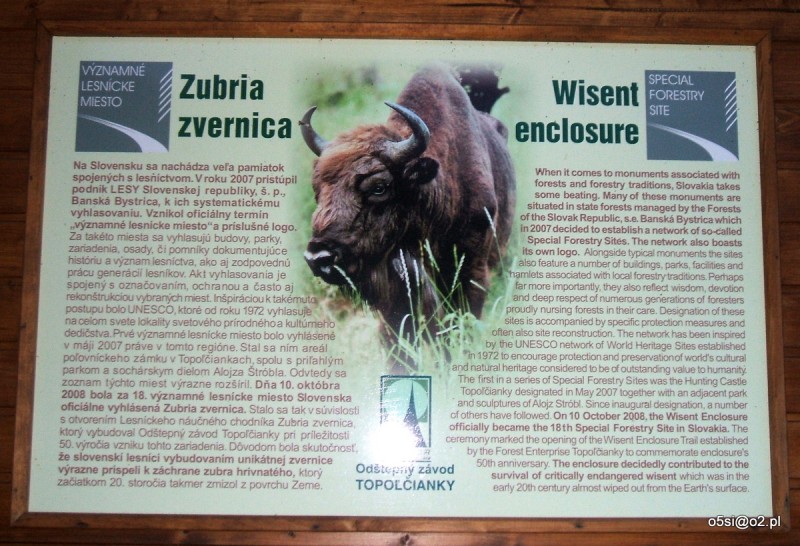 VÝZNAMNÉ
LESNÍCKE
MIESTO
Zubria
zvernica
Na Slovensku sa nachádza veľa pamiatok
spojených s lesníctvom. V roku 2007 pristúpil
podnik LESY Slovenskej republiky, š. p.,
Banská Bystrica, k ich systematickému
vyhlasovaniu. Vznikol oficiálny termín
„významné lesnícke miesto“a príslušné logo.
Za takéto miesta sa vyhlasujú budovy, parky,
zariadenia, osady, či pomníky dokumentujúce
históriu a význam lesníctva, ako aj zodpovednú
prácu generácií lesníkov. Akt vyhlasovania je
spojený s označovaním, ochranou a často aj
rekonštrukciou vybraných miest. Inšpiráciou k takémuto
postupu bolo UNESCO, ktoré od roku 1972 vyhlasuje
na celom svete lokality svetového prírodného a kultúrneho
dedičstva. Prvé významné lesnícke miesto bolo vyhlásené
v máji 2007 práve v tomto regióne. Stal sa ním areál
poľovníckeho zámku v Topoľčiankach, spolu s priľahlým
parkom a sochárskym dielom Alojza Štróbla. Odvtedy sa
zoznam týchto miest výrazne rozšíril. Dňa 10. októbra
2008 bola za 18. významné lesnícke miesto Slovenska
oficiálne vyhlásená Zubria zvernica. Stalo sa tak v súvislosti
s otvorením Lesníckeho náučného chodníka Zubria zvernica,
ktorý vybudoval Odštepný závod Topoľčianky pri príležitosti
50. výročia vzniku tohto zariadenia. Dôvodom bola skutočnosť,
že slovenskí lesníci vybudovaním unikátnej zvernice
výrazne prispeli k záchrane zubra hrivnatého, ktorý
začiatkom 20. storočia takmer zmizol z povrchu Zeme.
Odštepný závod
TOPOĽČIANKY
Wisent
enclosure
SPECIAL
FORESTRY
SITE
When it comes to monuments associated with
forests and forestry traditions, Slovakia takes
some beating. Many of these monuments are
situated in state forests managed by the Forests
of the Slovak Republic, s.e. Banská Bystrica which
in 2007 decided to establish a network of so-called
Special Forestry Sites. The network also boasts
its own logo. Alongside typical monuments the sites
also feature a number of buildings, parks, facilities and
hamlets associated with local forestry traditions. Perhaps
far more importantly, they also reflect wisdom, devotion
and deep respect of numerous generations of foresters
proudly nursing forests in their care. Designation of these
sites is accompanied by specific protection measures and
often also site reconstruction. The network has been inspired
by the UNESCO network of World Heritage Sites established
in 1972 to encourage protection and preservation of world's cultural
and natural heritage considered to be of outstanding value to humanity.
The first in a series of Special Forestry Sites was the Hunting Castle
Topoľčianky designated in May 2007 together with an adjacent park
and sculptures of Alojz Stróbl. Since inaugural designation, a number
of others have followed. On 10 October 2008, the Wisent Enclosure
officially became the 18th Special Forestry Site in Slovakia. The
ceremony marked the opening of the Wisent Enclosure Trail established
by the Forest Enterprise Topoľčianky to commemorate enclosure's
50th anniversary. The enclosure decidedly contributed to the
survival of critically endangered wisent which was in the
early 20th century almost wiped out from the Earth's surface.
o5si@o2.pl